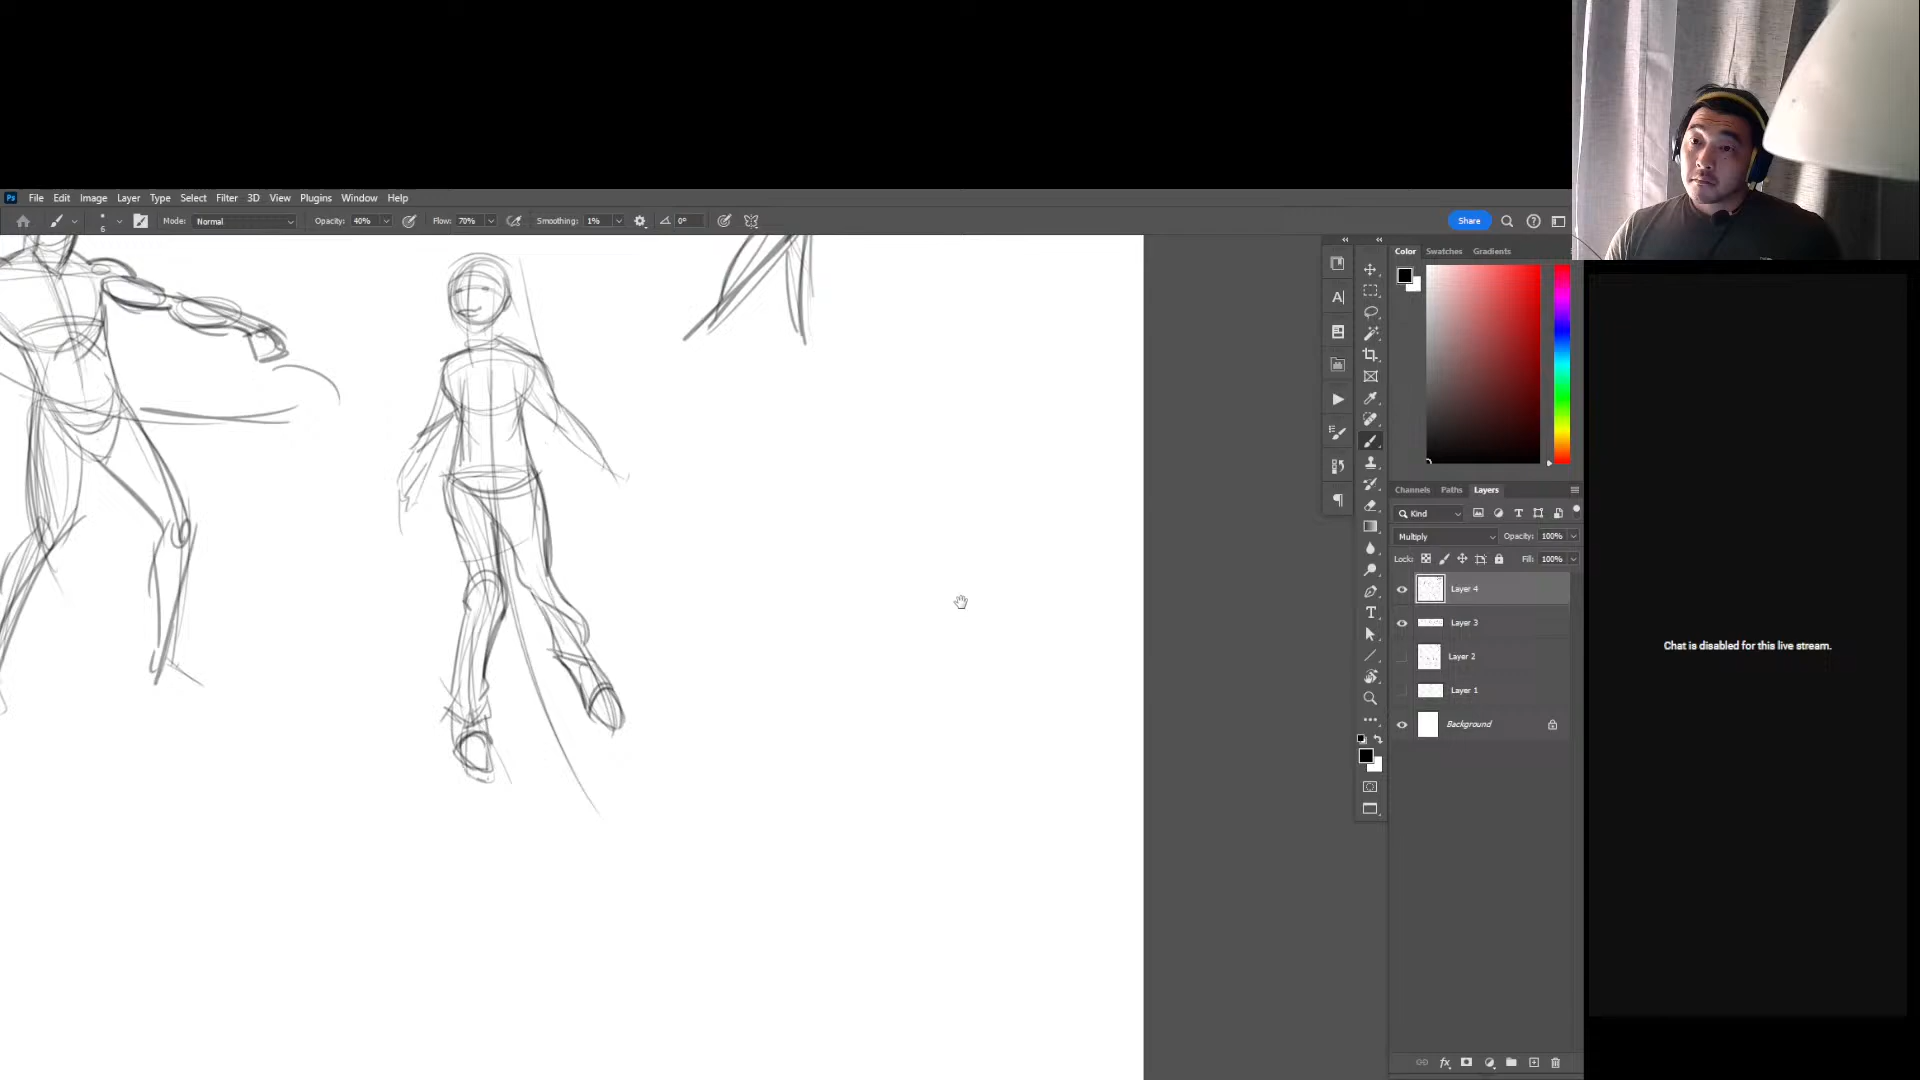 Ps File Edit Image Layer Type Select Filter 3D View Plugins Window Help
6 Mode: Normal Opacity: 40% Flow: 70% Smoothing: 1% 0° Share
Color Swatches Gradients
Channels Paths Layers
Kind
Multiply Opacity: 100%
Lock: Fill: 100%
Layer 4
Layer 3
Layer 2
Layer 1
Background
Chat is disabled for this live stream.